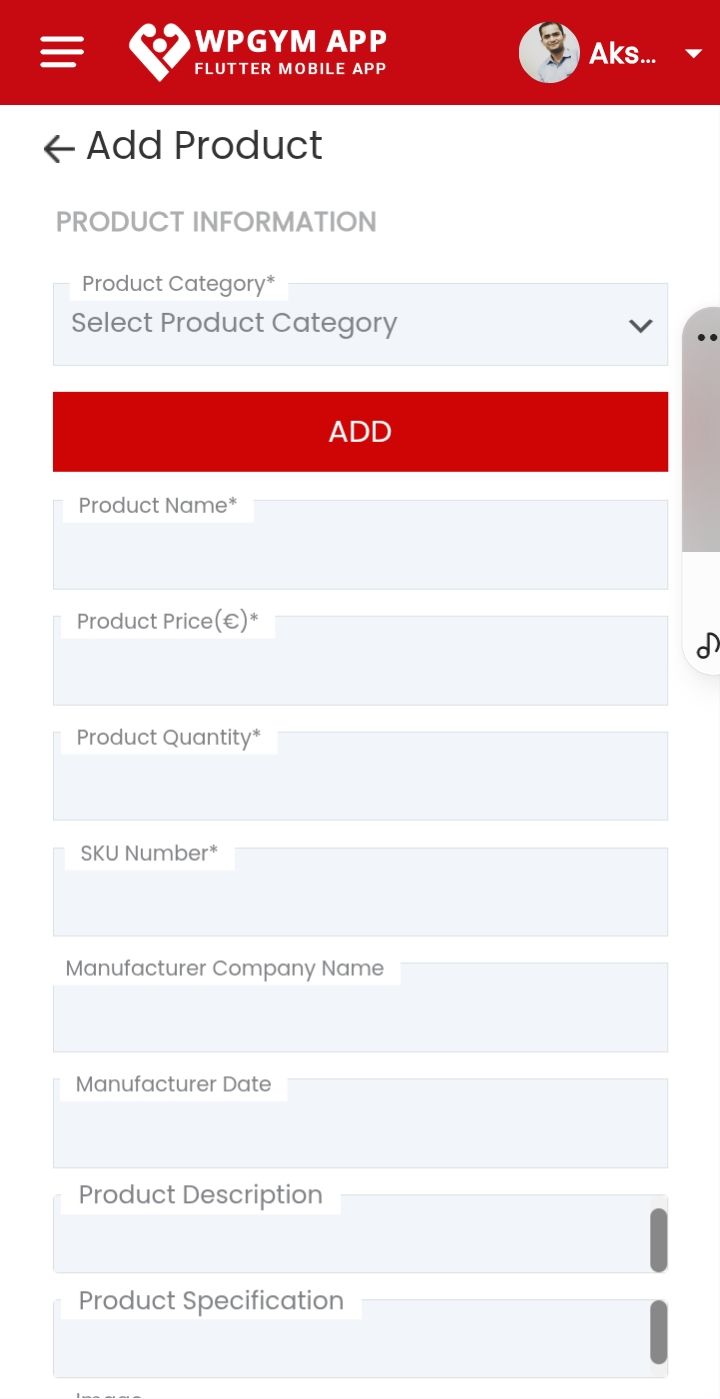 WPGYM APP
FLUTTER MOBILE APP
Aks...
Add Product
PRODUCT INFORMATION
Product Category*
Select Product Category
ADD
Product Name*
Product Price(€)*
Product Quantity*
SKU Number*
Manufacturer Company Name
Manufacturer Date
Product Description
Product Specification